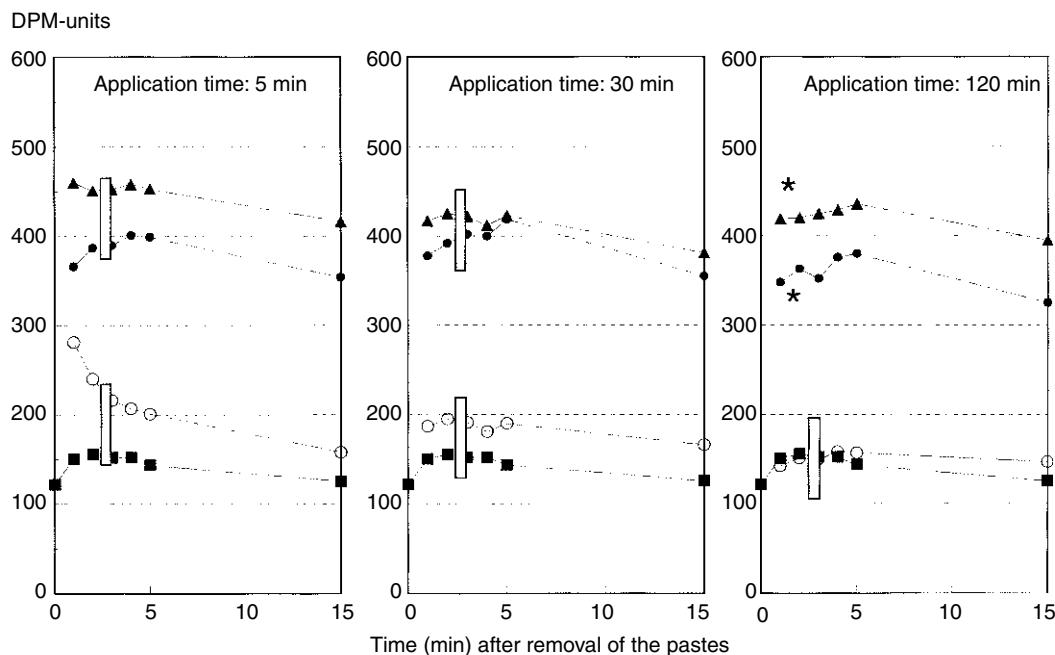 DPM-units
600 600 600
Application time: 5 min Application time: 30 min Application time: 120 min
500 500 500
*
400 400 400
*
300 300 300
200 200 200
100 100 100
0 0 0
0 5 10 15 0 5 10 15 0 5 10 15
Time (min) after removal of the pastes